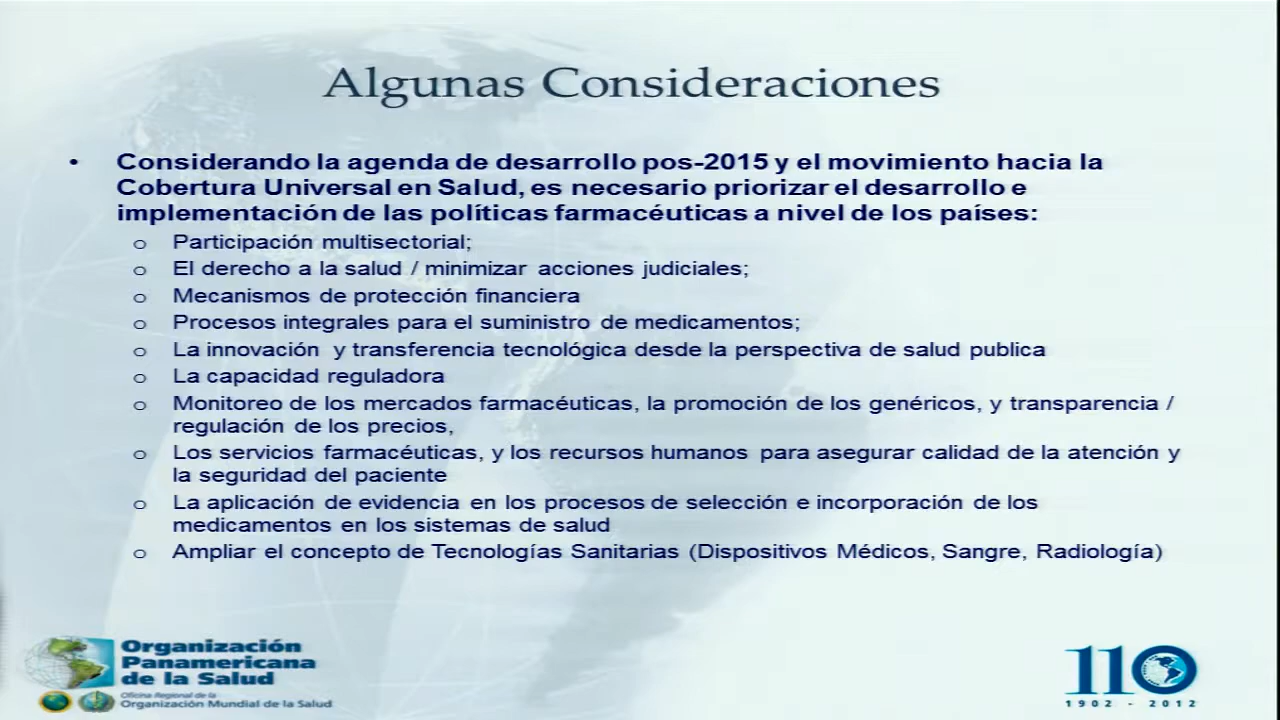 Algunas Consideraciones
• Considerando la agenda de desarrollo pos-2015 y el movimiento hacia la
Cobertura Universal en Salud, es necesario priorizar el desarrollo e
implementación de las políticas farmacéuticas a nivel de los países:
o Participación multisectorial;
o El derecho a la salud / minimizar acciones judiciales;
o Mecanismos de protección financiera
o Procesos integrales para el suministro de medicamentos;
o La innovación y transferencia tecnológica desde la perspectiva de salud publica
o La capacidad reguladora
o Monitoreo de los mercados farmacéuticas, la promoción de los genéricos, y transparencia /
regulación de los precios,
o Los servicios farmacéuticas, y los recursos humanos para asegurar calidad de la atención y
la seguridad del paciente
o La aplicación de evidencia en los procesos de selección e incorporación de los
medicamentos en los sistemas de salud
o Ampliar el concepto de Tecnologías Sanitarias (Dispositivos Médicos, Sangre, Radiología)
Organización
Panamericana
de la Salud
Oficina Regional de la
Organización Mundial de la Salud
110
1902 - 2012